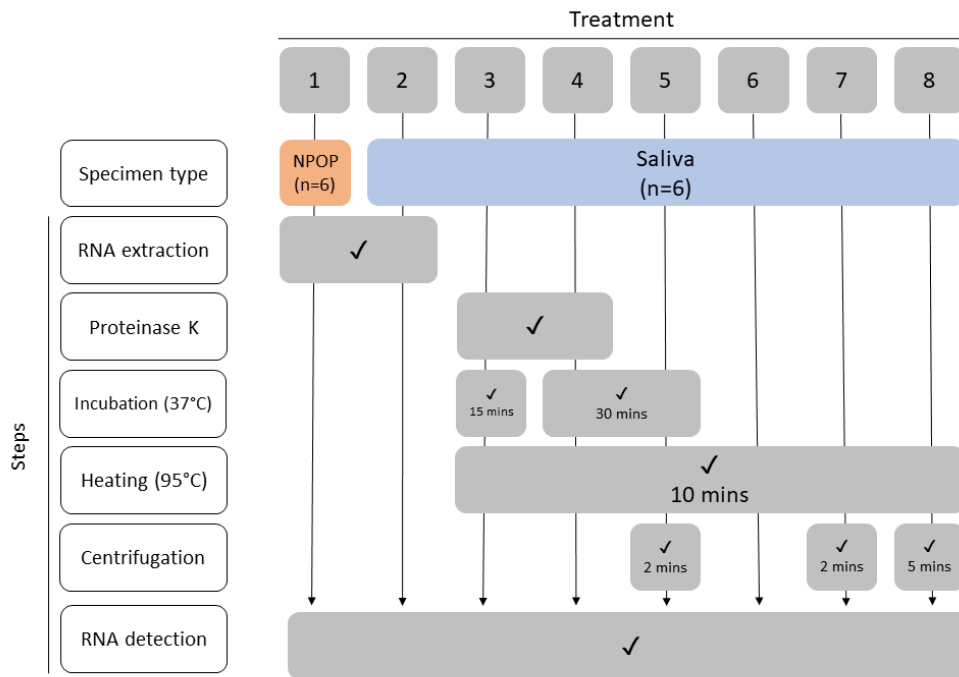 Treatment
1 2 3 4 5 6 7 8
Specimen type
NPOP
(n=6)
Saliva
(n=6)
Steps
RNA extraction
✓
Proteinase K
✓
Incubation (37°C)
✓
15 mins
✓
30 mins
Heating (95°C)
✓
10 mins
Centrifugation
✓
2 mins
✓
2 mins
✓
5 mins
RNA detection
✓